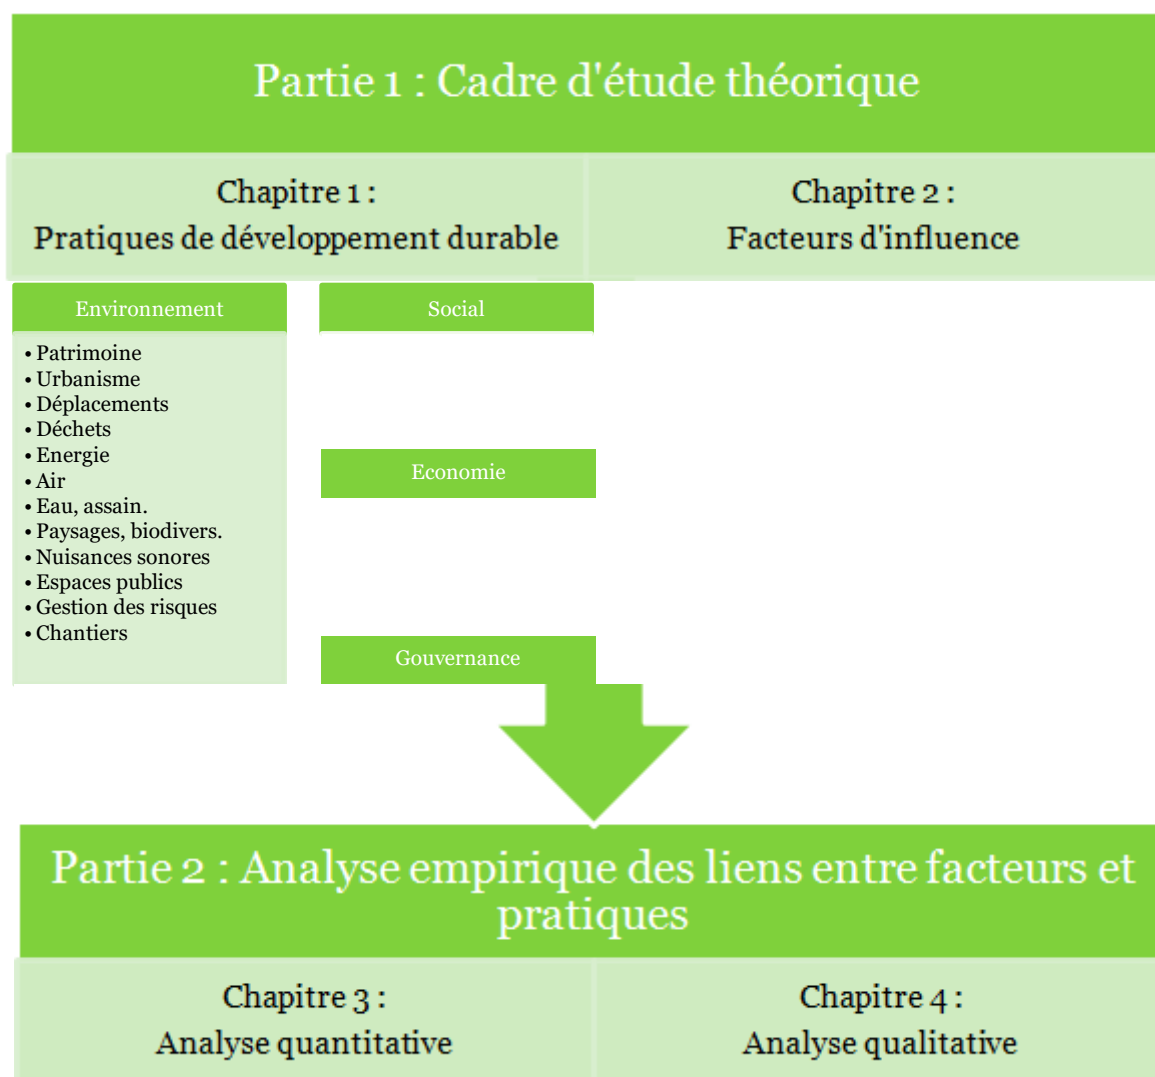 Partie 1 : Cadre d'étude théorique
Chapitre 1 :
Pratiques de développement durable
Chapitre 2 :
Facteurs d'influence
Environnement
• Patrimoine
• Urbanisme
• Déplacements
• Déchets
• Energie
• Air
• Eau, assain.
• Paysages, biodivers.
• Nuisances sonores
• Espaces publics
• Gestion des risques
• Chantiers
Social
Economie
Gouvernance
Partie 2 : Analyse empirique des liens entre facteurs et
pratiques
Chapitre 3 :
Analyse quantitative
Chapitre 4 :
Analyse qualitative